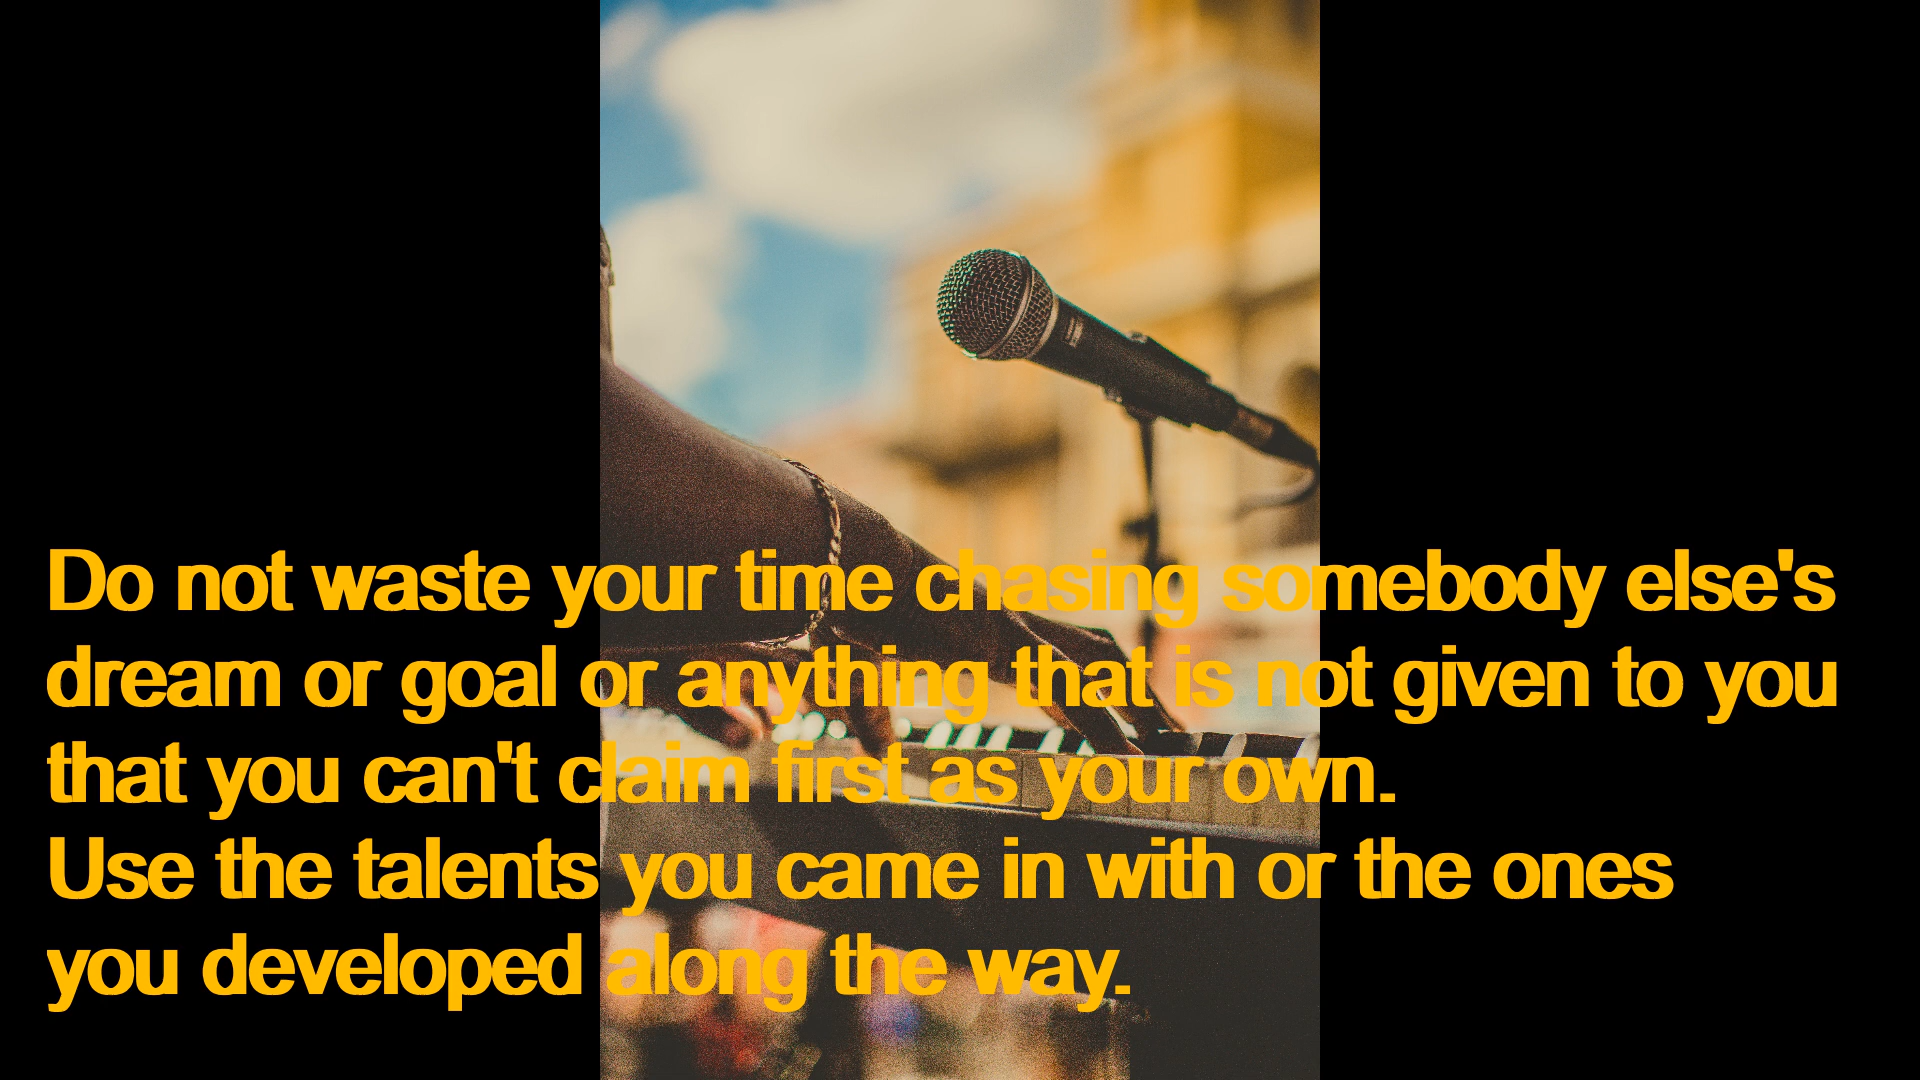 Do not waste your time chasing somebody else's
dream or goal or anything that is not given to you
that you can't claim first as your own.
Use the talents you came in with or the ones
you developed along the way.